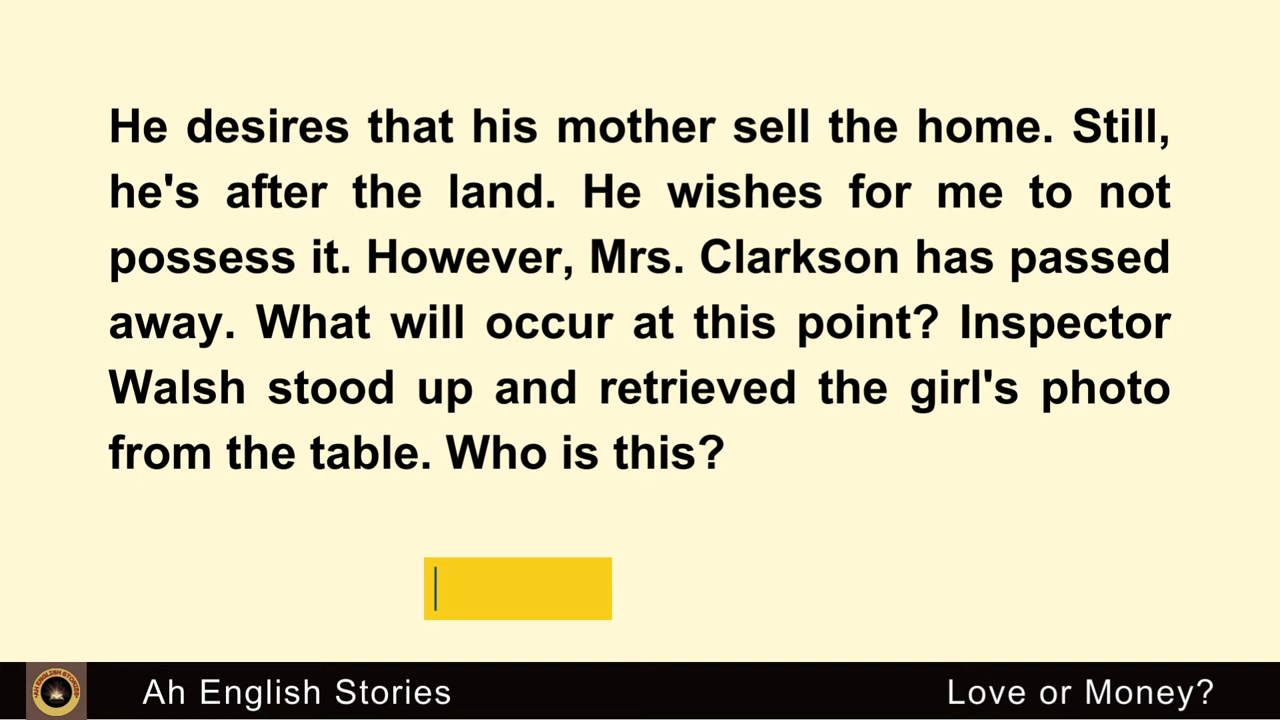 He desires that his mother sell the home. Still,
he's after the land. He wishes for me to not
possess it. However, Mrs. Clarkson has passed
away. What will occur at this point? Inspector
Walsh stood up and retrieved the girl's photo
from the table. Who is this?
Ah English Stories
Love or Money?